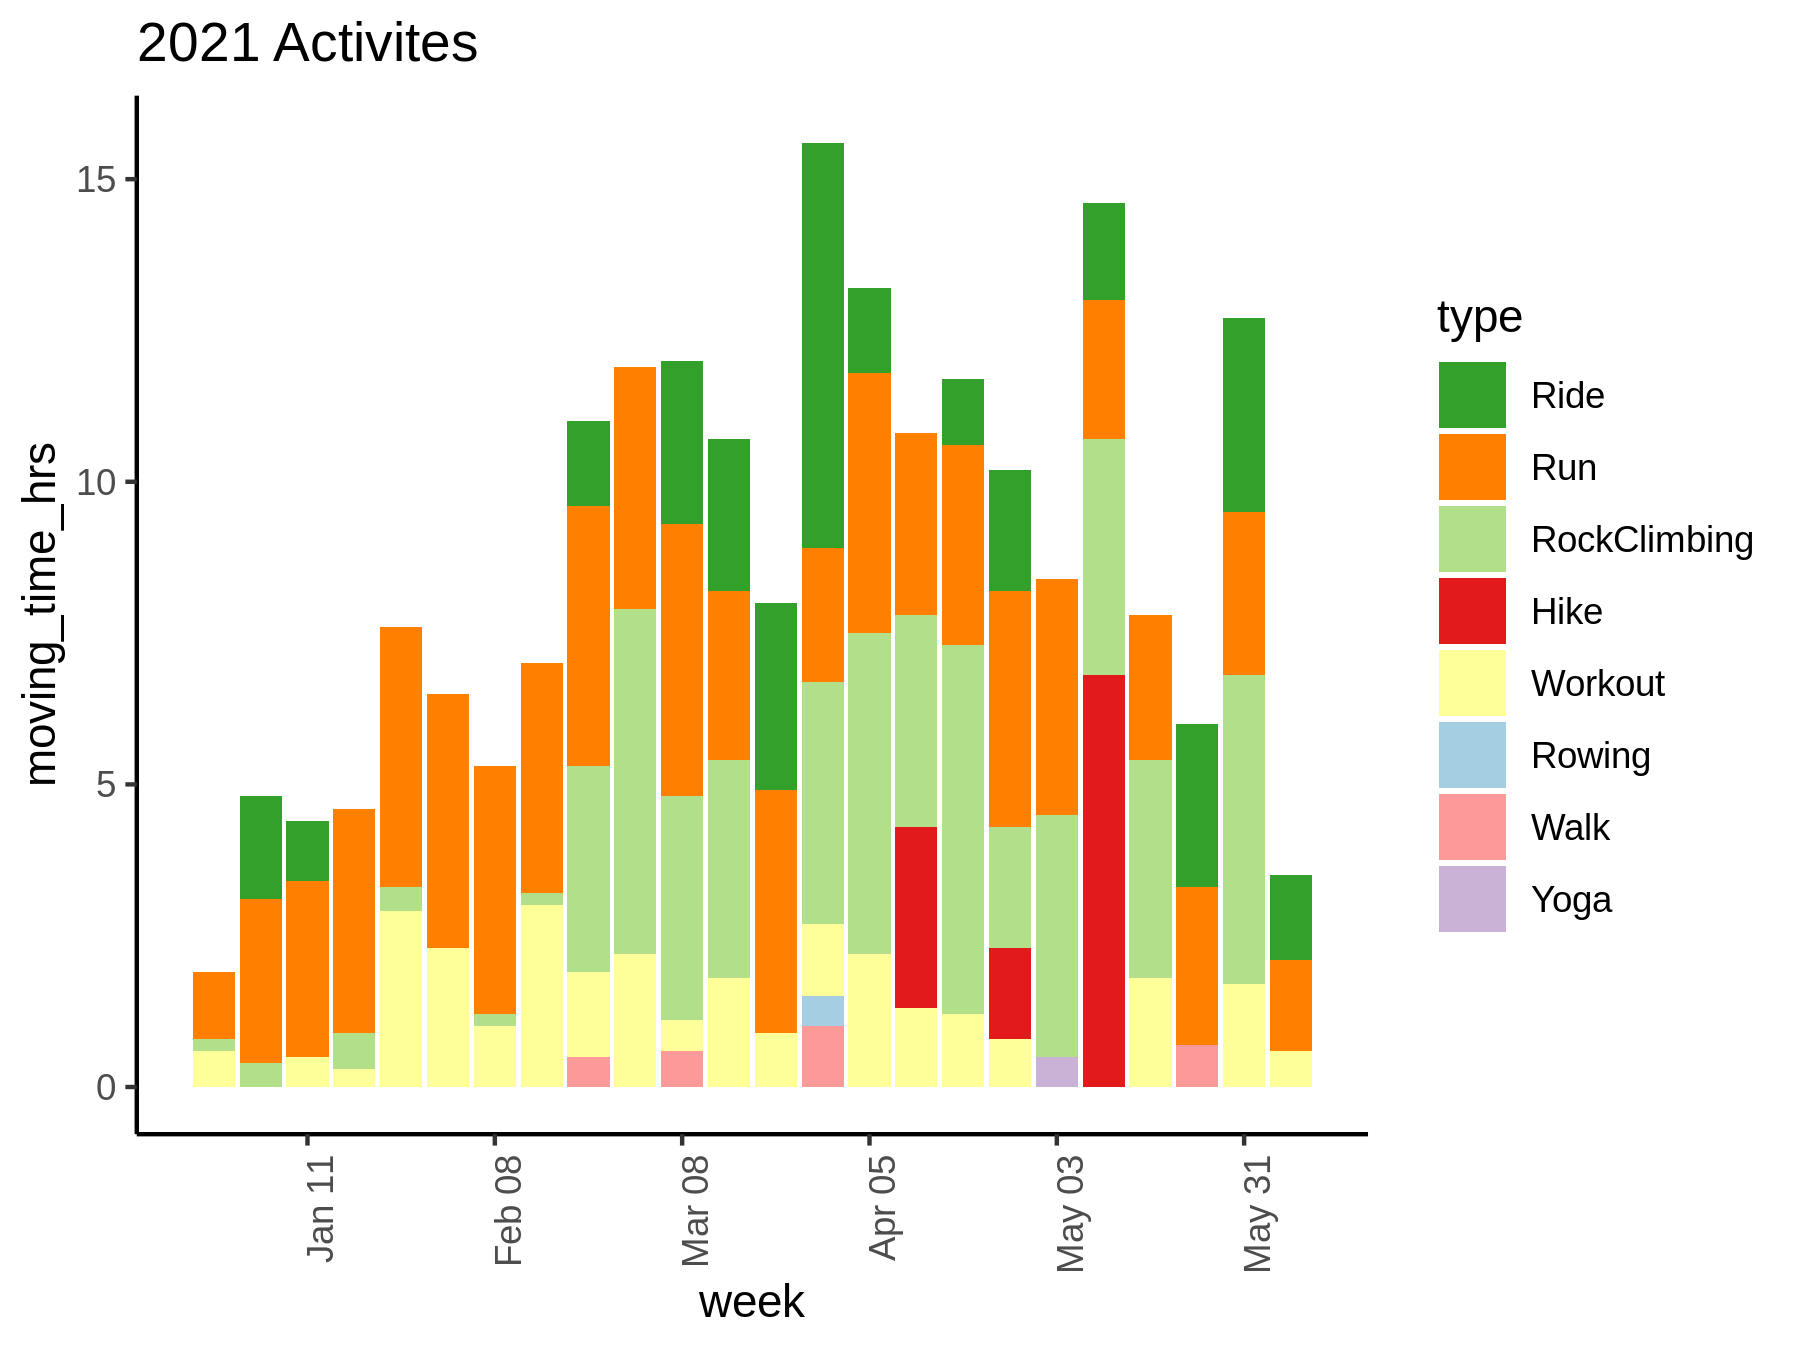 2021 Activites
moving_time_hrs
15
10
5
0
Jan 11
Feb 08
Mar 08
Apr 05
May 03
May 31
week
type
Ride
Run
RockClimbing
Hike
Workout
Rowing
Walk
Yoga